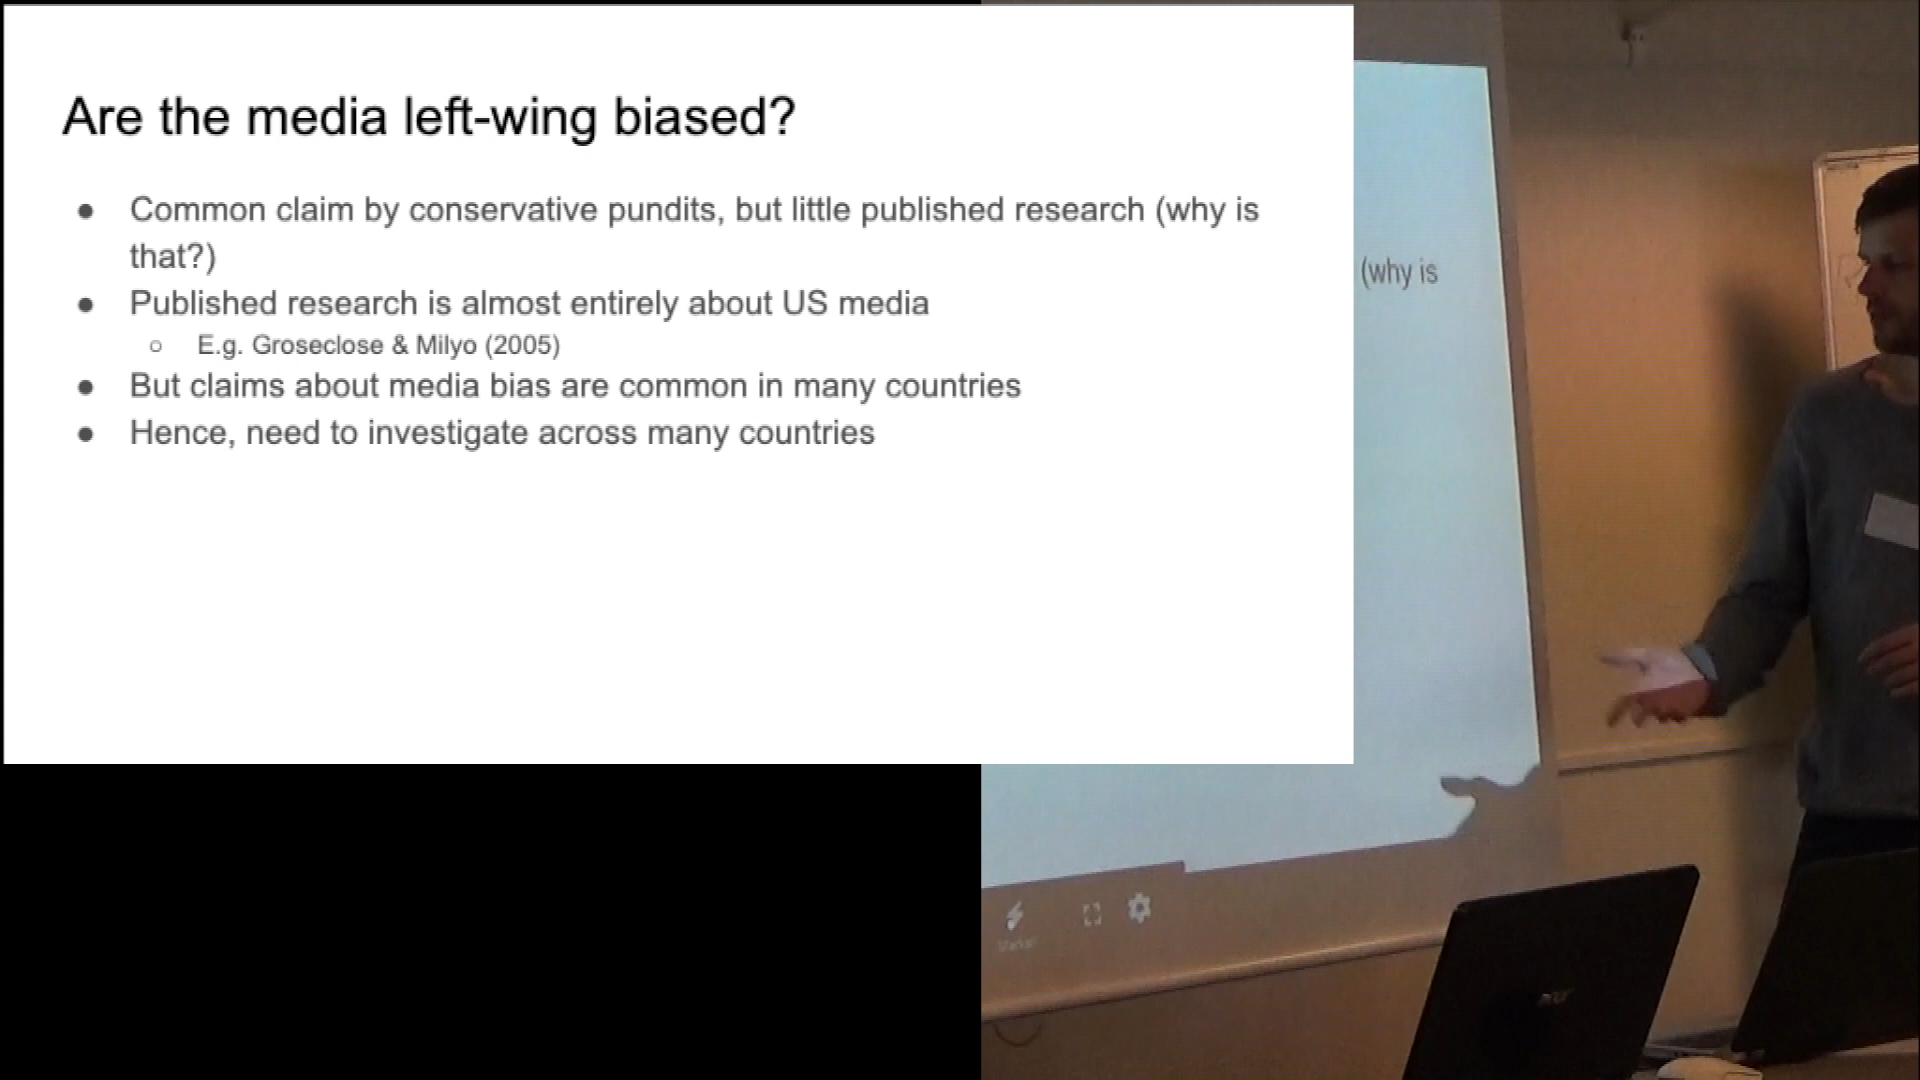 Are the media left-wing biased?
● Common claim by conservative pundits, but little published research (why is
that?)
● Published research is almost entirely about US media
○ E.g. Groseclose & Milyo (2005)
● But claims about media bias are common in many countries
● Hence, need to investigate across many countries
(why is
acer